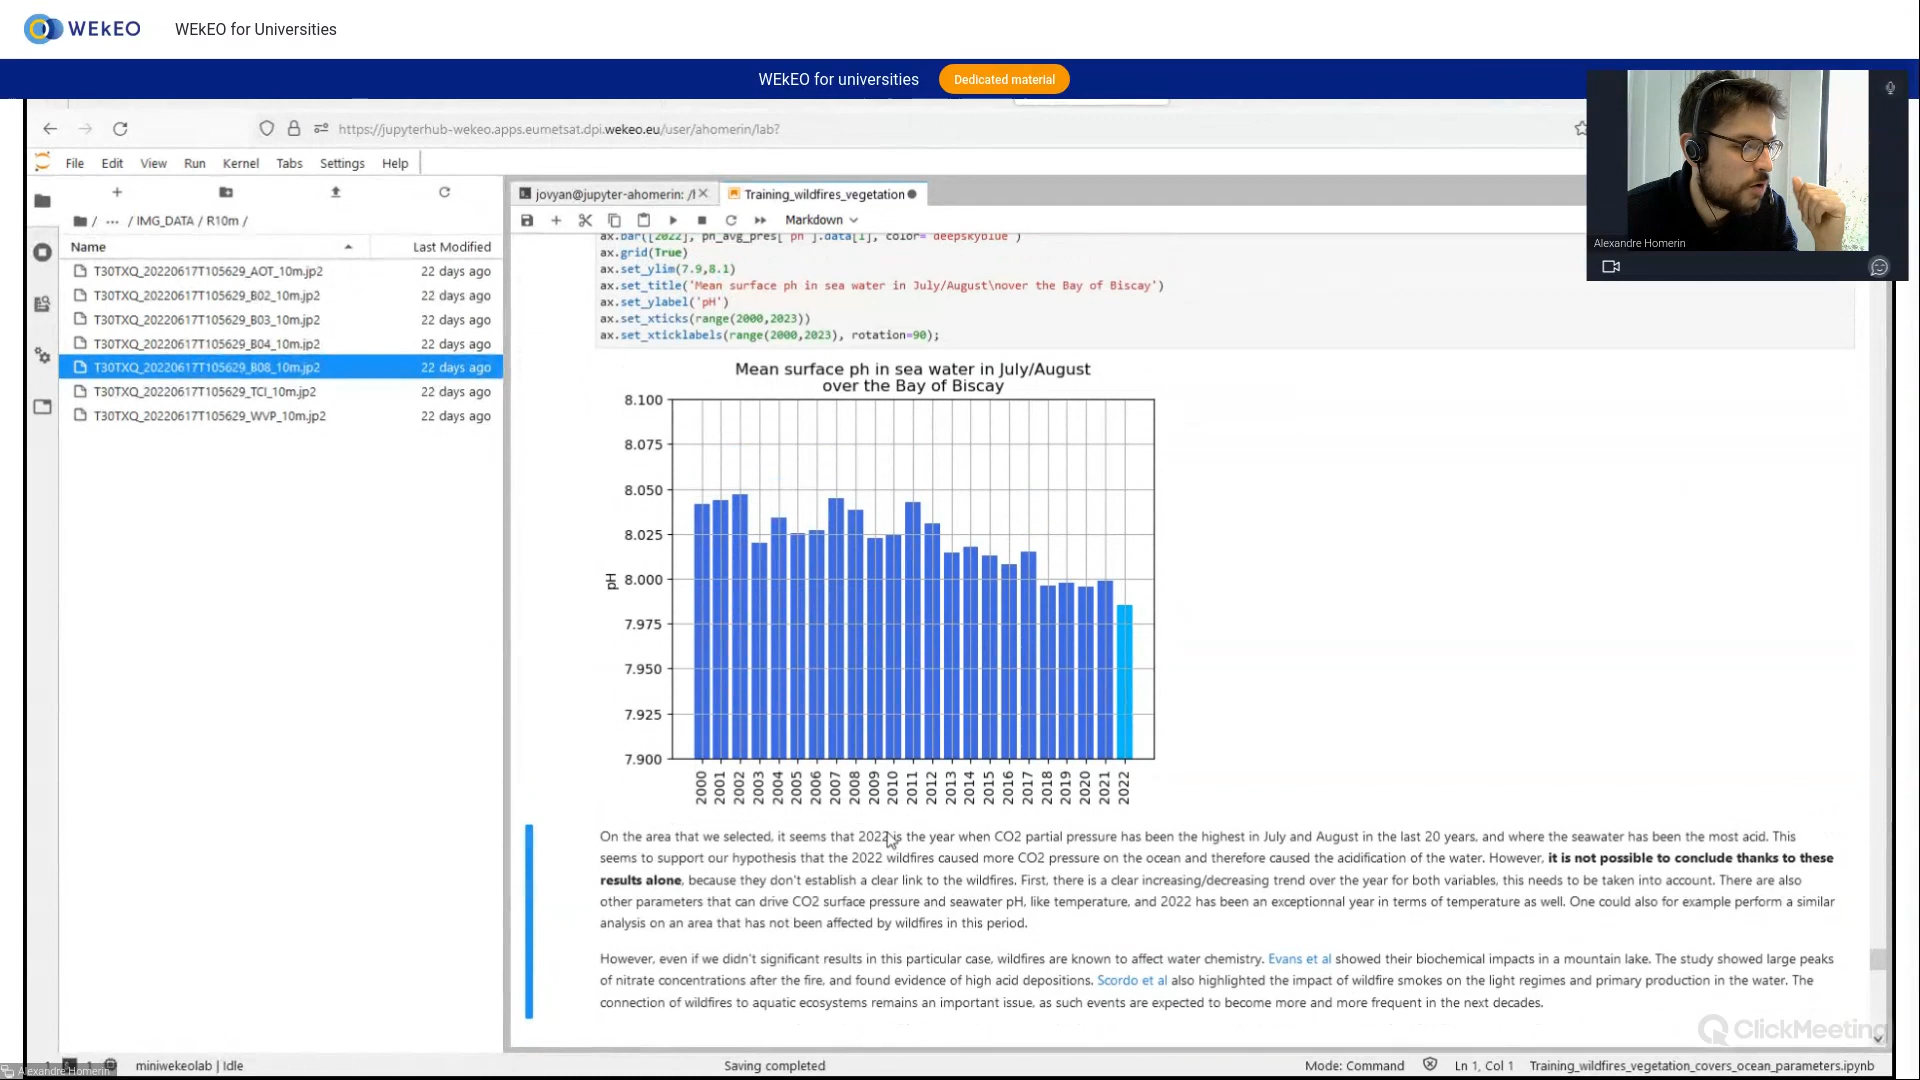 WEkEO
WEkEO for Universities
WEkEO for universities
Dedicated material
https://jupyterhub-wekeo.apps.eumetsat.dpi.wekeo.eu/user/ahomerin/lab?
Alexandre Homerin
File Edit View Run Kernel Tabs Settings Help
jovyan@jupyter-ahomerin: /
Training_wildfires_vegetation
Markdown
/ ... / IMG_DATA / R10m /
Name Last Modified
T30TXQ_20220617T105629_AOT_10m.jp2 22 days ago
T30TXQ_20220617T105629_B02_10m.jp2 22 days ago
T30TXQ_20220617T105629_B03_10m.jp2 22 days ago
T30TXQ_20220617T105629_B04_10m.jp2 22 days ago
T30TXQ_20220617T105629_B08_10m.jp2 22 days ago
T30TXQ_20220617T105629_TCI_10m.jp2 22 days ago
T30TXQ_20220617T105629_WVP_10m.jp2 22 days ago
ax.bar([2022], ph_avg_pres['ph'].data[1], color='deepskyblue')
ax.grid(True)
ax.set_ylim(7.9,8.1)
ax.set_title('Mean surface ph in sea water in July/August\nover the Bay of Biscay')
ax.set_ylabel('pH')
ax.set_xticks(range(2000,2023))
ax.set_xticklabels(range(2000,2023), rotation=90);
Mean surface ph in sea water in July/August
over the Bay of Biscay
8.100
8.075
8.050
8.025
8.000
7.975
7.950
7.925
7.900
pH
2000 2001 2002 2003 2004 2005 2006 2007 2008 2009 2010 2011 2012 2013 2014 2015 2016 2017 2018 2019 2020 2021 2022
On the area that we selected, it seems that 2022 is the year when CO2 partial pressure has been the highest in July and August in the last 20 years, and where the seawater has been the most acid. This
seems to support our hypothesis that the 2022 wildfires caused more CO2 pressure on the ocean and therefore caused the acidification of the water. However, it is not possible to conclude thanks to these
results alone, because they don't establish a clear link to the wildfires. First, there is a clear increasing/decreasing trend over the year for both variables, this needs to be taken into account. There are also
other parameters that can drive CO2 surface pressure and seawater pH, like temperature, and 2022 has been an exceptionnal year in terms of temperature as well. One could also for example perform a similar
analysis on an area that has not been affected by wildfires in this period.
However, even if we didn't significant results in this particular case, wildfires are known to affect water chemistry. Evans et al showed their biochemical impacts in a mountain lake. The study showed large peaks
of nitrate concentrations after the fire, and found evidence of high acid depositions. Scordo et al also highlighted the impact of wildfire smokes on the light regimes and primary production in the water. The
connection of wildfires to aquatic ecosystems remains an important issue, as such events are expected to become more and more frequent in the next decades.
ClickMeeting
miniwekeolab | Idle
Saving completed
Mode: Command
Ln 1, Col 1
Training_wildfires_vegetation_covers_ocean_parameters.ipynb
Alexandre Homerin